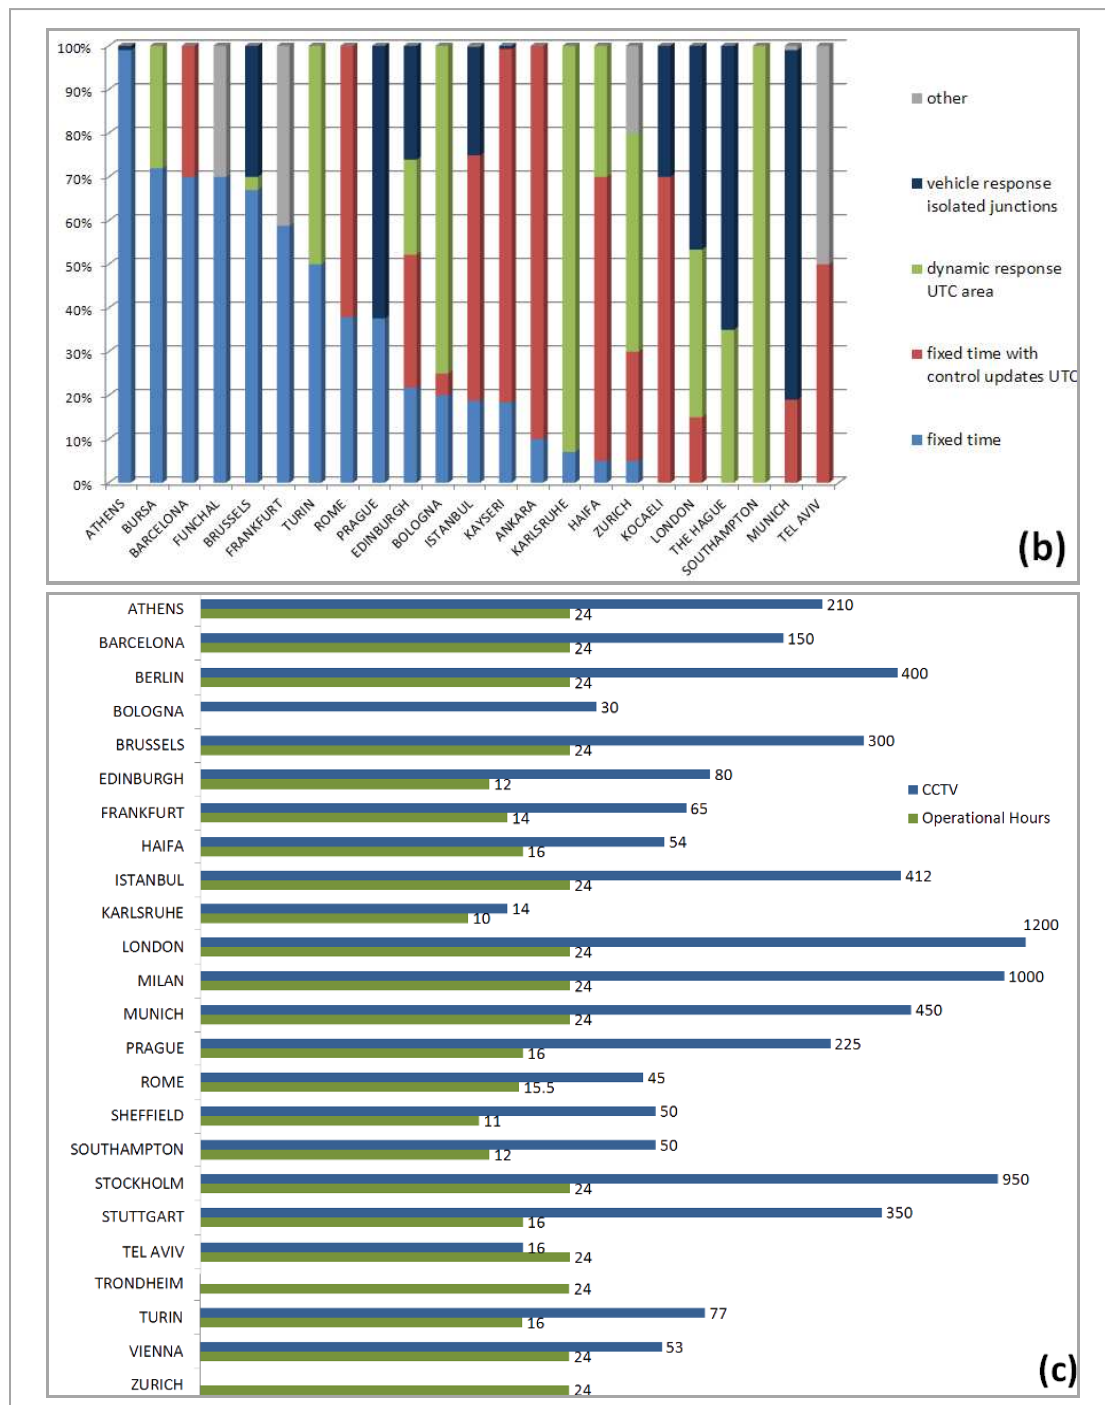 100%
90%
80%
70%
60%
50%
40%
30%
20%
10%
0%
ATHENS
BURSA
BARCELONA
FUNCHAL
BRUSSELS
FRANKFURT
TURIN
ROME
PRAGUE
EDINBURGH
BOLOGNA
ISTANBUL
KAYSERI
ANKARA
KARLSRUHE
HAIFA
ZURICH
KOCAELI
LONDON
THE HAGUE
SOUTHAMPTON
MUNICH
TEL AVIV
other
vehicle response
isolated junctions
dynamic response
UTC area
fixed time with
control updates UTC
fixed time
(b)
ATHENS 210
24
BARCELONA 150
24
BERLIN 400
24
BOLOGNA 30
BRUSSELS 300
24
EDINBURGH 80
12
FRANKFURT 65
14
HAIFA 54
16
ISTANBUL 412
24
KARLSRUHE 14
10
LONDON 1200
24
MILAN 1000
24
MUNICH 450
24
PRAGUE 225
16
ROME 45
15.5
SHEFFIELD 50
11
SOUTHAMPTON 50
12
STOCKHOLM 950
24
STUTTGART 350
16
TEL AVIV 16
24
TRONDHEIM 24
TURIN 77
16
VIENNA 53
24
ZURICH 24
CCTV
Operational Hours
(c)